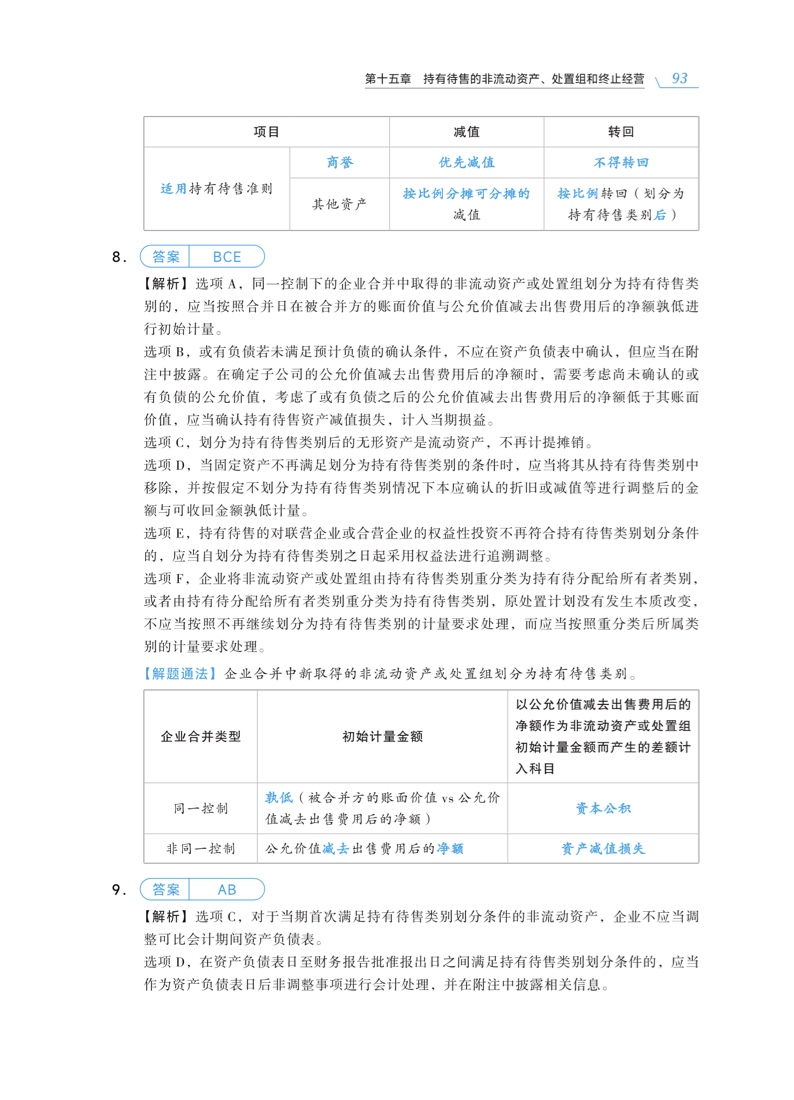 第十五章 持有待售的非流动资产、处置组和终止经营 93
项目 减值 转回
适用持有待售准则 商誉 优先减值 不得转回
其他资产 按比例分摊可分摊的减值 按比例转回（划分为持有待售类别后）
8. 答案 BCE
【解析】选项 A，同一控制下的企业合并中取得的非流动资产或处置组划分为持有待售类
别的，应当按照合并日在被合并方的账面价值与公允价值减去出售费用后的净额孰低进
行初始计量。
选项 B，或有负债若未满足预计负债的确认条件，不应在资产负债表中确认，但应当在附
注中披露。在确定子公司的公允价值减去出售费用后的净额时，需要考虑尚未确认的或
有负债的公允价值，考虑了或有负债之后的公允价值减去出售费用后的净额低于其账面
价值，应当确认持有待售资产减值损失，计入当期损益。
选项 C，划分为持有待售类别后的无形资产是流动资产，不再计提摊销。
选项 D，当固定资产不再满足划分为持有待售类别的条件时，应当将其从持有待售类别中
移除，并按假定不划分为持有待售类别情况下本应确认的折旧或减值等进行调整后的金
额与可收回金额孰低计量。
选项 E，持有待售的对联营企业或合营企业的权益性投资不再符合持有待售类别划分条件
的，应当自划分为持有待售类别之日起采用权益法进行追溯调整。
选项 F，企业将非流动资产或处置组由持有待售类别重分类为持有待分配给所有者类别，
或者由持有待分配给所有者类别重分类为持有待售类别，原处置计划没有发生本质改变，
不应当按照不再继续划分为持有待售类别的计量要求处理，而应当按照重分类后所属类
别的计量要求处理。
【解题通法】企业合并中新取得的非流动资产或处置组划分为持有待售类别。
企业合并类型 初始计量金额 以公允价值减去出售费用后的净额作为非流动资产或处置组初始计量金额而产生的差额计入科目
同一控制 孰低（被合并方的账面价值 vs 公允价值减去出售费用后的净额） 资本公积
非同一控制 公允价值减去出售费用后的净额 资产减值损失
9. 答案 AB
【解析】选项 C，对于当期首次满足持有待售类别划分条件的非流动资产，企业不应当调
整可比会计期间资产负债表。
选项 D，在资产负债表日至财务报告批准报出日之间满足持有待售类别划分条件的，应当
作为资产负债表日后非调整事项进行会计处理，并在附注中披露相关信息。